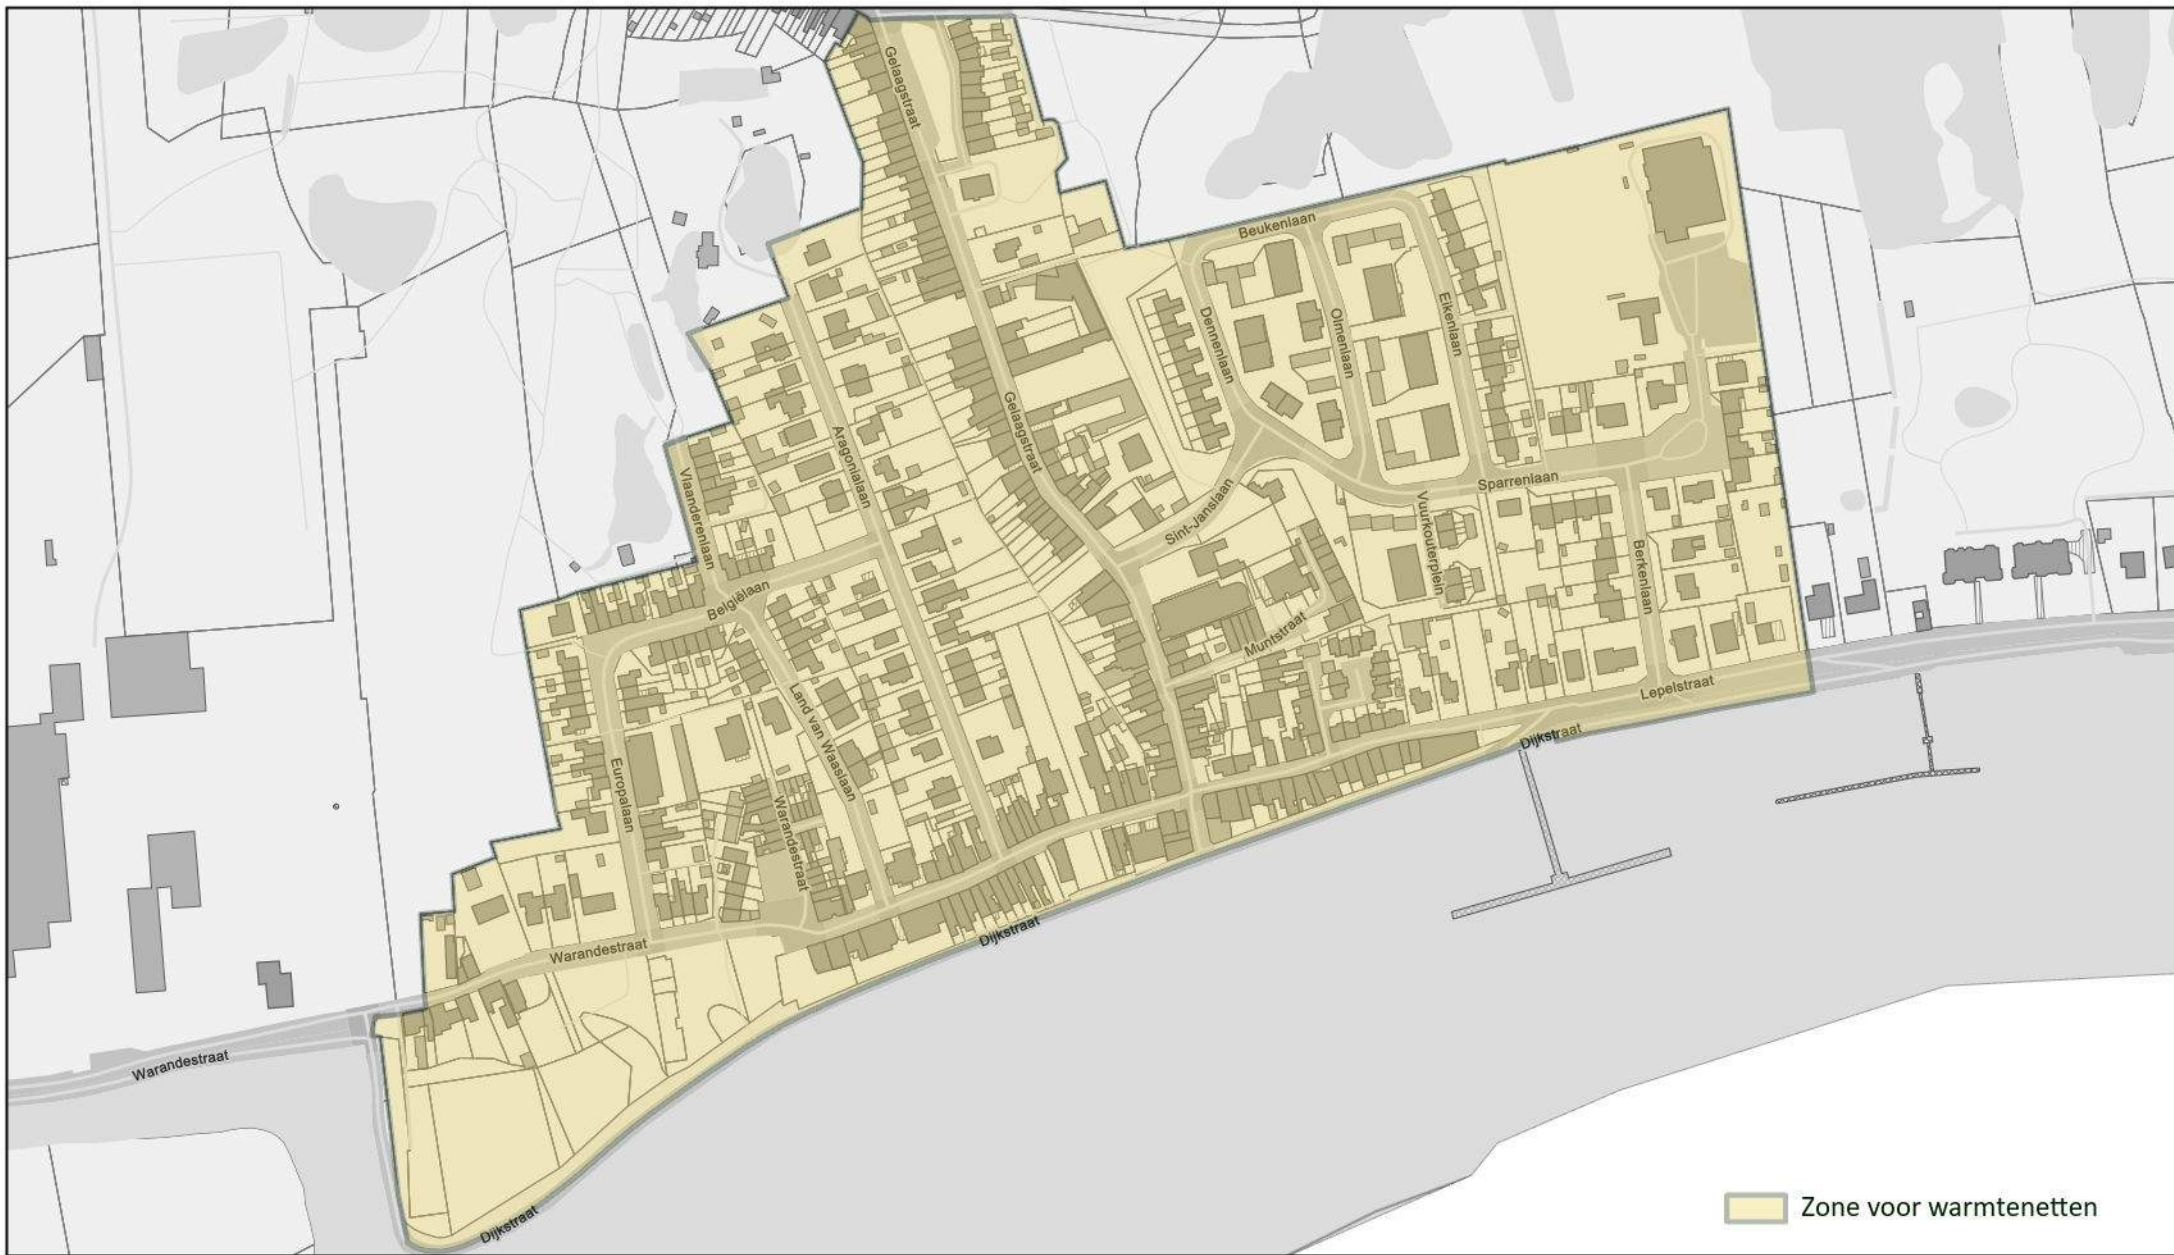 Gelaagstraat
Beukenlaan
Dennenlaan
Olmenlaan
Eikenlaan
Gelaagstraat
Aragonlalaan
Vlaanderenlaan
Sparrenlaan
Sint-Janslaan
Vuurkouterplein
Berkenlaan
Belgiëlaan
Muntstraat
Land van Waaslaan
Lepelstraat
Dijkstraat
Europalaan
Warandestraat
Dijkstraat
Warandestraat
Warandestraat
Dijkstraat
Zone voor warmtenetten